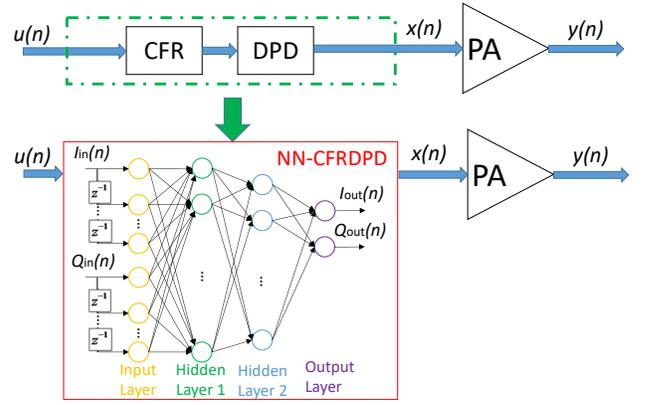 u(n)
CFR
DPD
x(n)
PA
y(n)
u(n)
NN-CFRDPD
x(n)
PA
y(n)
Iin(n)
z⁻¹
z⁻¹
Qin(n)
z⁻¹
z⁻¹
Iout(n)
Qout(n)
Input
Layer
Hidden
Layer 1
Hidden
Layer 2
Output
Layer